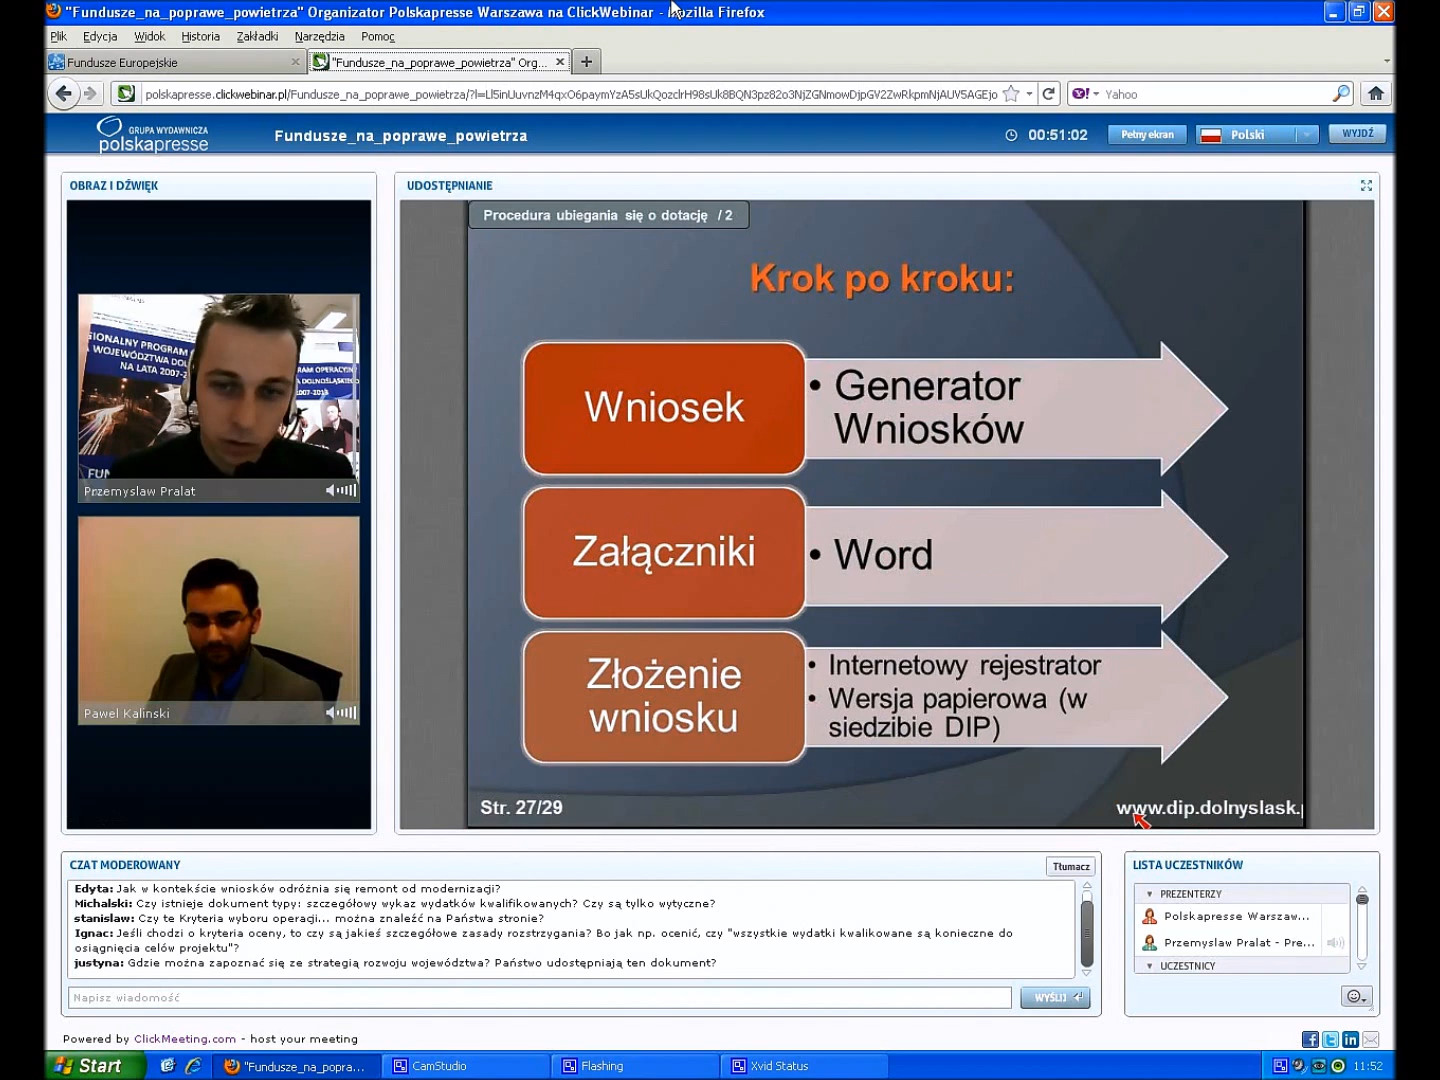 "Fundusze_na_poprawe_powietrza" Organizator Polskapresse Warszawa na ClickWebinar - Mozilla Firefox
Plik Edycja Widok Historia Zakładki Narzędzia Pomoc
Fundusze Europejskie
"Fundusze_na_poprawe_powietrza" Org...
Yahoo
GRUPA WYDAWNICZA
polskapresse
Fundusze_na_poprawe_powietrza
00:51:02
Pełny ekran
Polski
WYJDŹ
OBRAZ I DŹWIĘK
Przemyslaw Pralat
Pawel Kalinski
UDOSTĘPNIANIE
Procedura ubiegania się o dotację / 2
Krok po kroku:
Wniosek
• Generator
Wniosków
Załączniki
• Word
Złożenie
wniosku
• Internetowy rejestrator
• Wersja papierowa (w
siedzibie DIP)
Str. 27/29
www.dip.dolnyslask.
CZAT MODEROWANY
Tłumacz
Edyta: Jak w kontekście wniosków odróżnia się remont od modernizacji?
Michalski: Czy istnieje dokument typu: szczegółowy wykaz wydatków kwalifikowanych? Czy są tylko wytyczne?
stanislaw: Czy te Kryteria wyboru operacji... można znaleźć na Państwa stronie?
Ignac: Jeśli chodzi o kryteria oceny, to czy są jakieś szczegółowe zasady rozstrzygania? Bo jak np. ocenić, czy "wszystkie wydatki kwalikowane są konieczne do
osiągnięcia celów projektu"?
justyna: Gdzie można zapoznać się ze strategią rozwoju województwa? Państwo udostępniają ten dokument?
Napisz wiadomość
WYŚLIJ
LISTA UCZESTNIKÓW
PREZENTERZY
Polskapresse Warszaw...
Przemyslaw Pralat - Pre...
UCZESTNICY
Powered by ClickMeeting.com - host your meeting
Start
"Fundusze_na_popra...
CamStudio
Flashing
Xvid Status
11:52